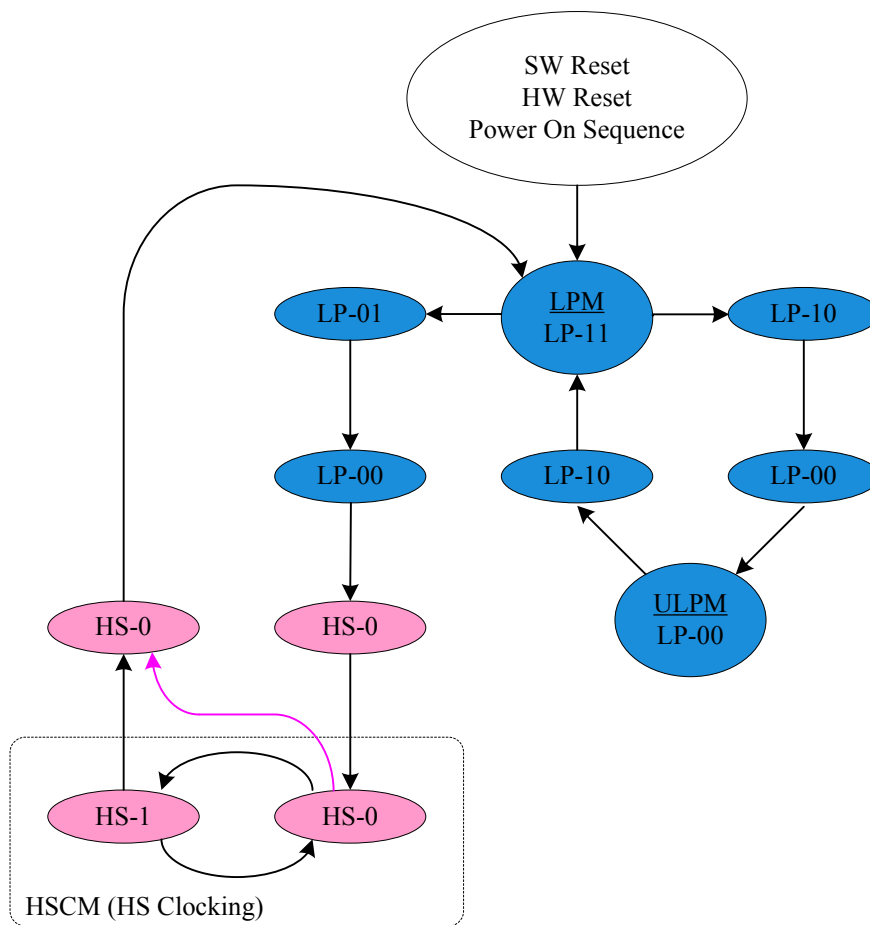 SW Reset
HW Reset
Power On Sequence
LP-01
LPM
LP-11
LP-10
LP-00
LP-10
LP-00
HS-0
HS-0
ULPM
LP-00
HS-1
HS-0
HSCM (HS Clocking)